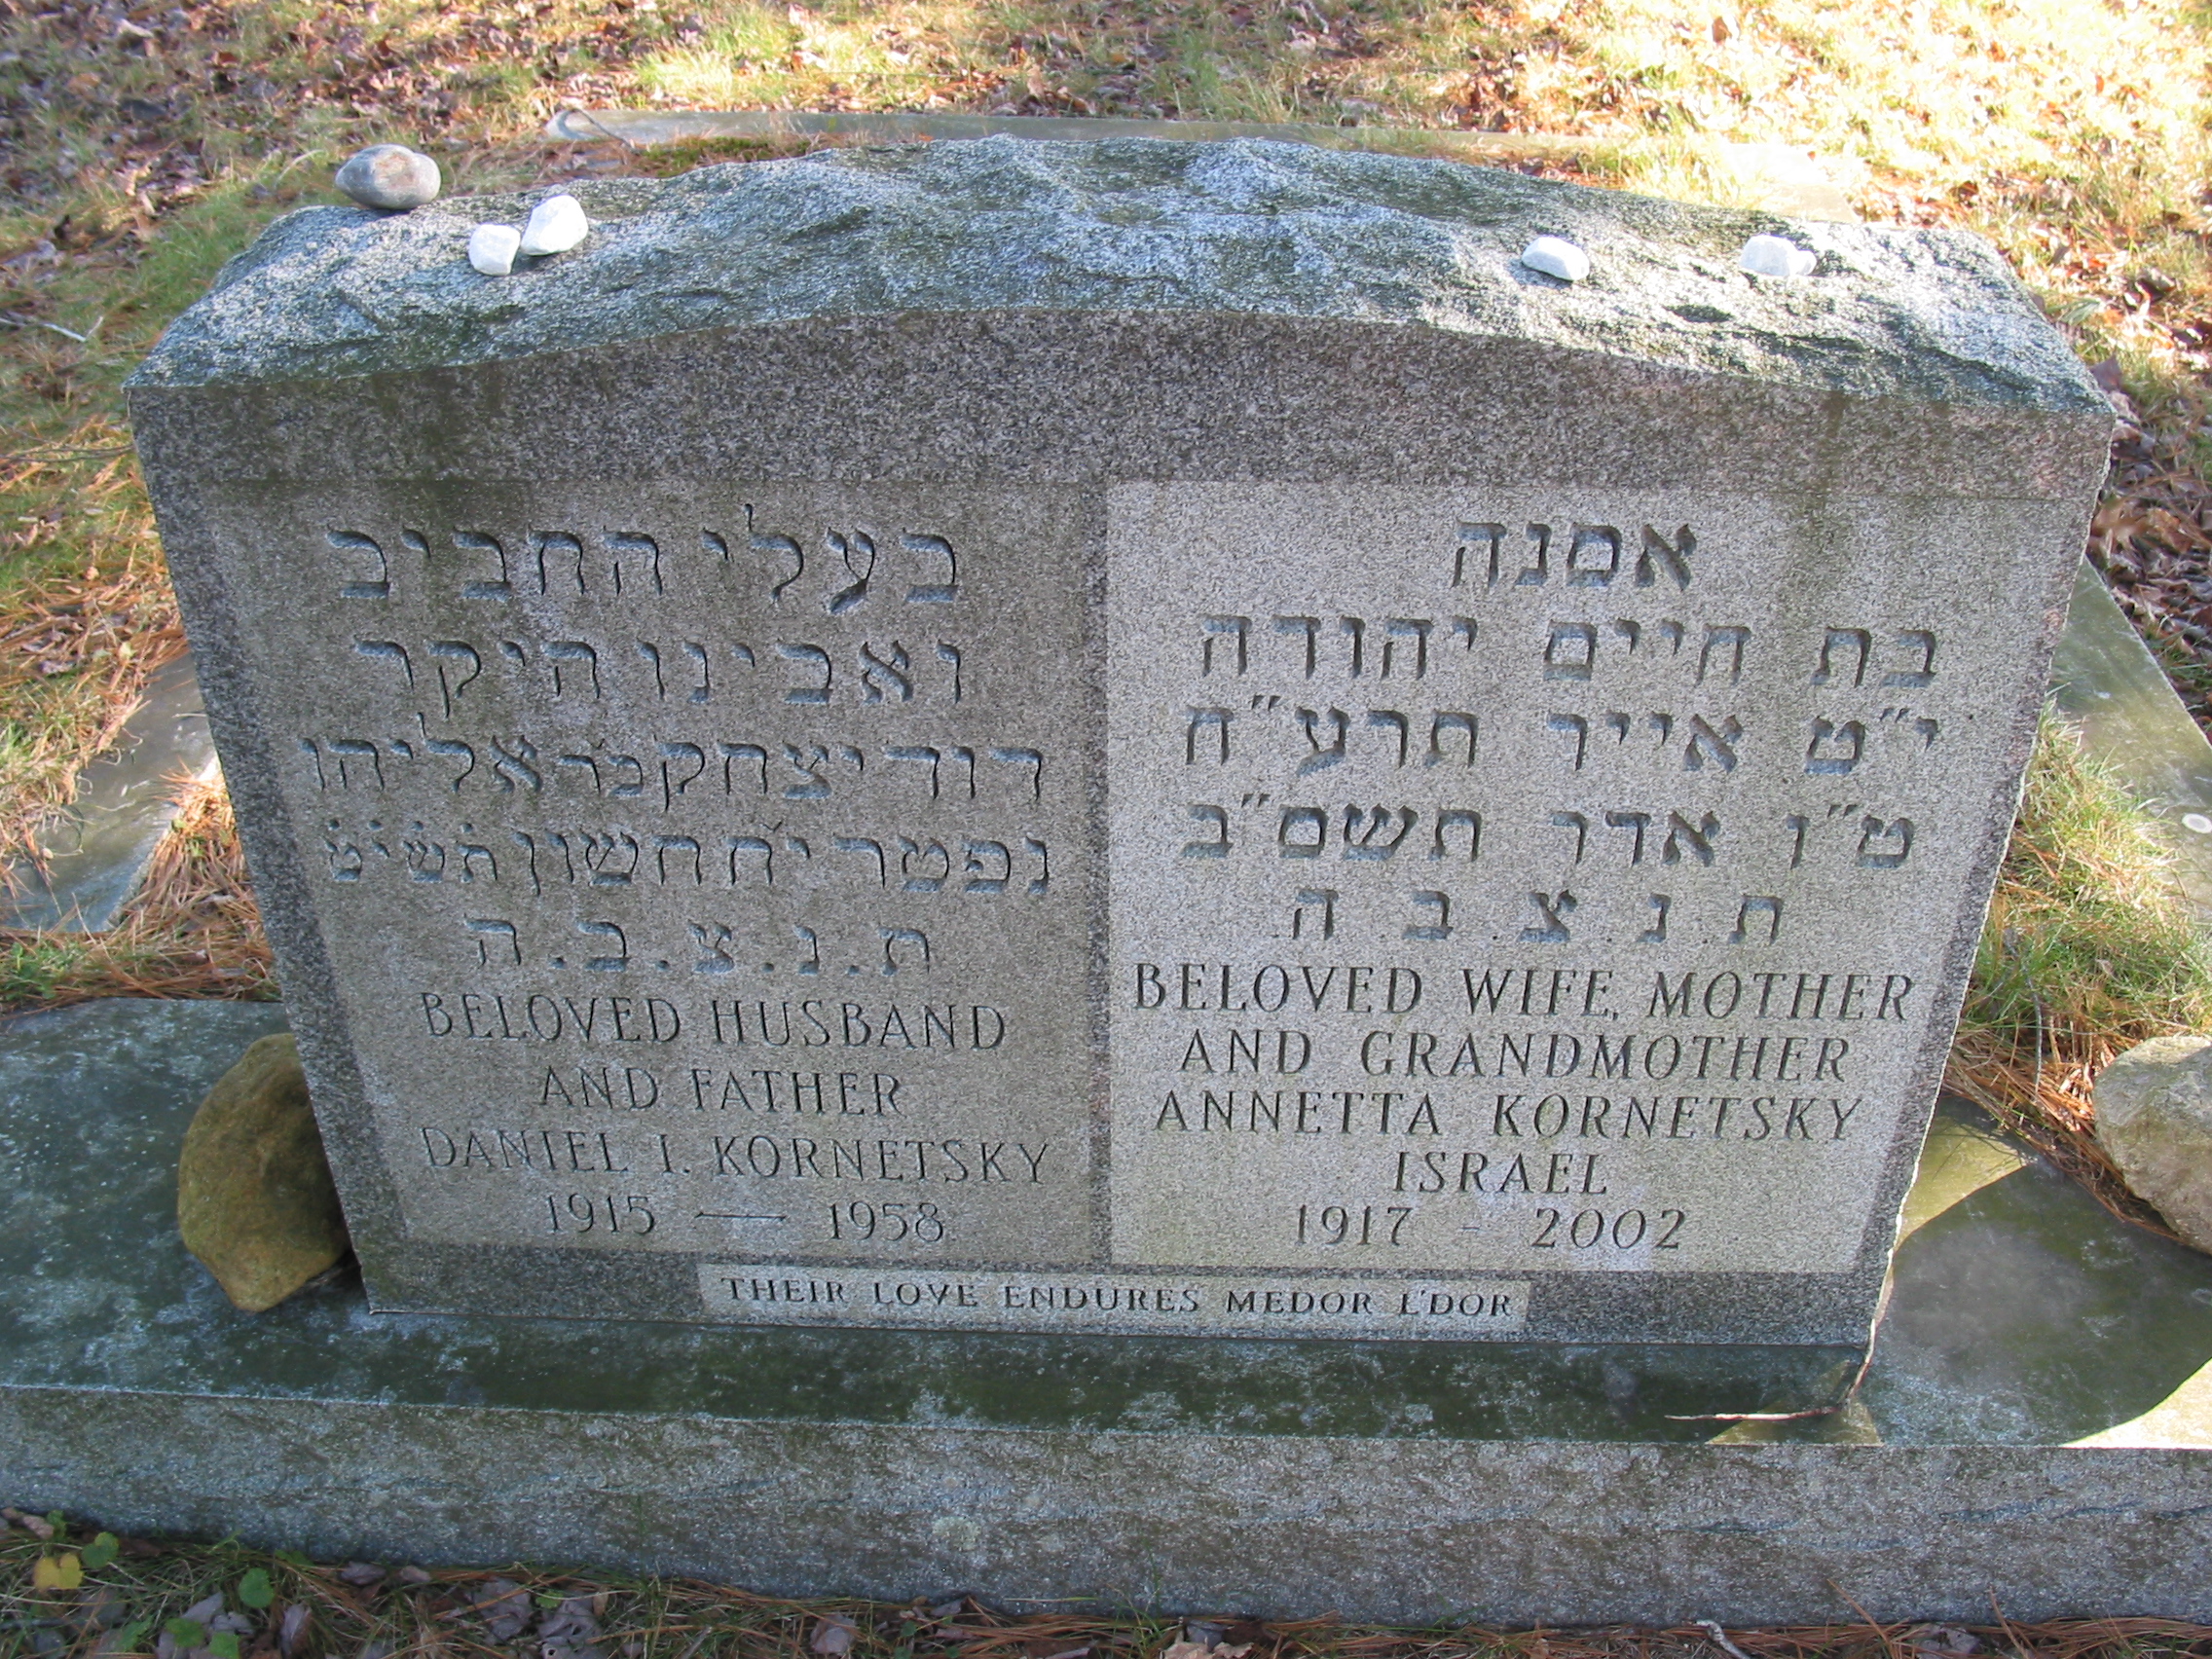 בעלי החביב
ואבינו היקר
דוד יצחק בר אליהו
נפטר י״ח חשון תשי״ט
ת.נ.צ.ב.ה
BELOVED HUSBAND
AND FATHER
DANIEL I. KORNETSKY
1915 — 1958
אמנה
בת חיים יהודה
י״ט אייר תרע״ח
ט״ו אדר תשס״ב
ת.נ.צ.ב.ה.
BELOVED WIFE, MOTHER
AND GRANDMOTHER
ANNETTA KORNETSKY
ISRAEL
1917 - 2002
THEIR LOVE ENDURES MEDOR L'DOR